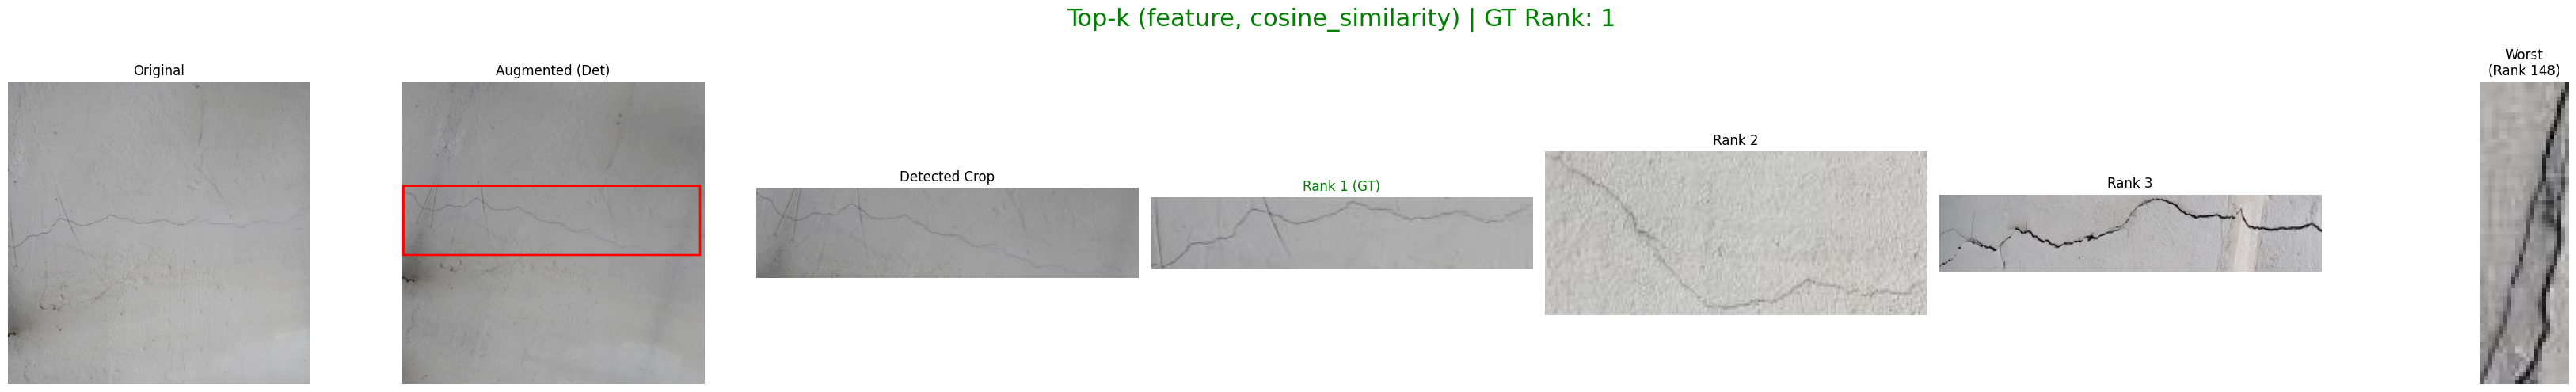 Top-k (feature, cosine_similarity) | GT Rank: 1
Original
Augmented (Det)
Detected Crop
Rank 1 (GT)
Rank 2
Rank 3
Worst
(Rank 148)